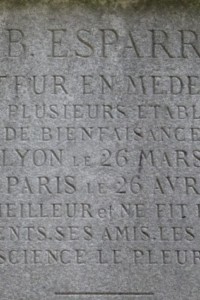 B. ESPARR
TEUR EN MEDE
PLUSIEURS ETABL
DE BIENFAISANCE
LYON LE 26 MARS
PARIS LE 26 AVR
MEILLEUR et NE FIT
ENTS. SES AMIS. LES
SCIENCE LE PLEUR